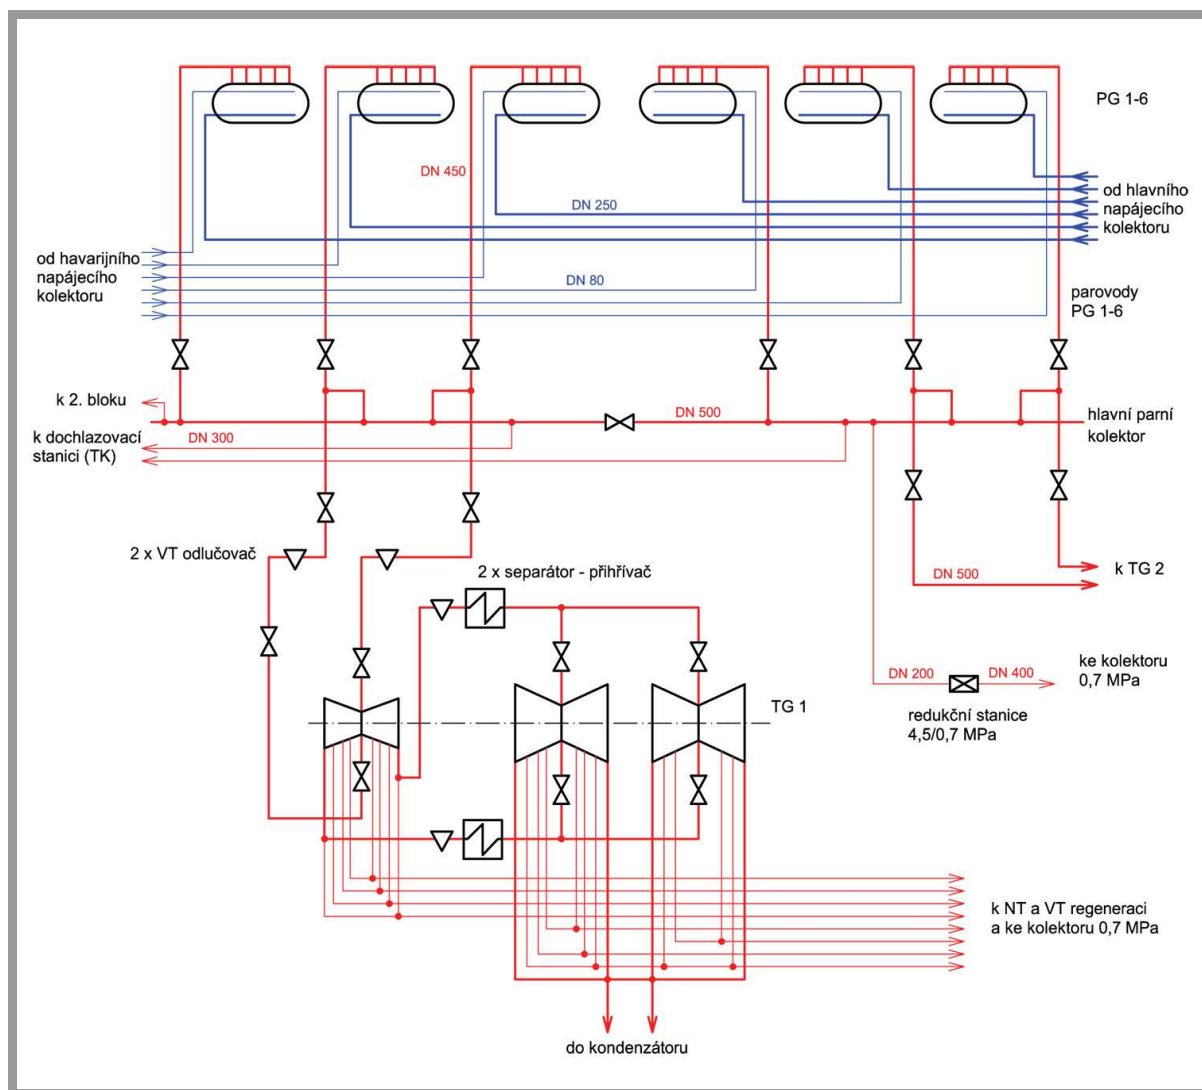 PG 1-6
DN 450
od hlavního
napájecího
kolektoru
DN 250
od havarijního
napájecího
kolektoru
DN 80
parovody
PG 1-6
k 2. bloku
DN 500
hlavní parní
kolektor
k dochlazovací
stanici (TK)
DN 300
2 x VT odlučovač
2 x separátor - přihřívač
k TG 2
DN 500
ke kolektoru
0,7 MPa
DN 200
DN 400
redukční stanice
4,5/0,7 MPa
TG 1
k NT a VT regeneraci
a ke kolektoru 0,7 MPa
do kondenzátoru